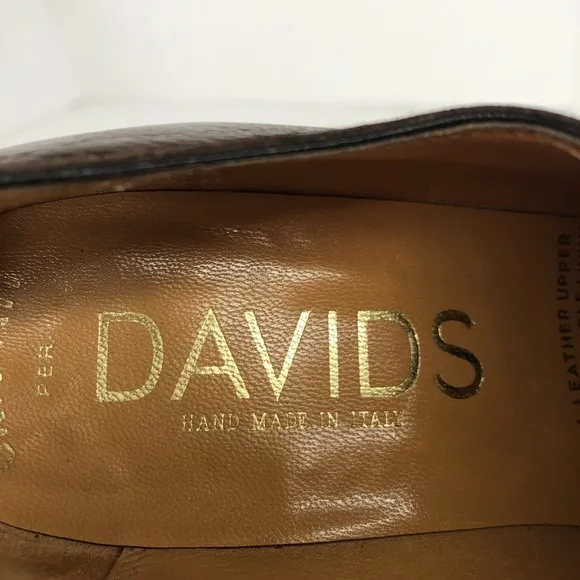 PER
DAVIDS
HAND MADE IN ITALY
LEATHER UPPER